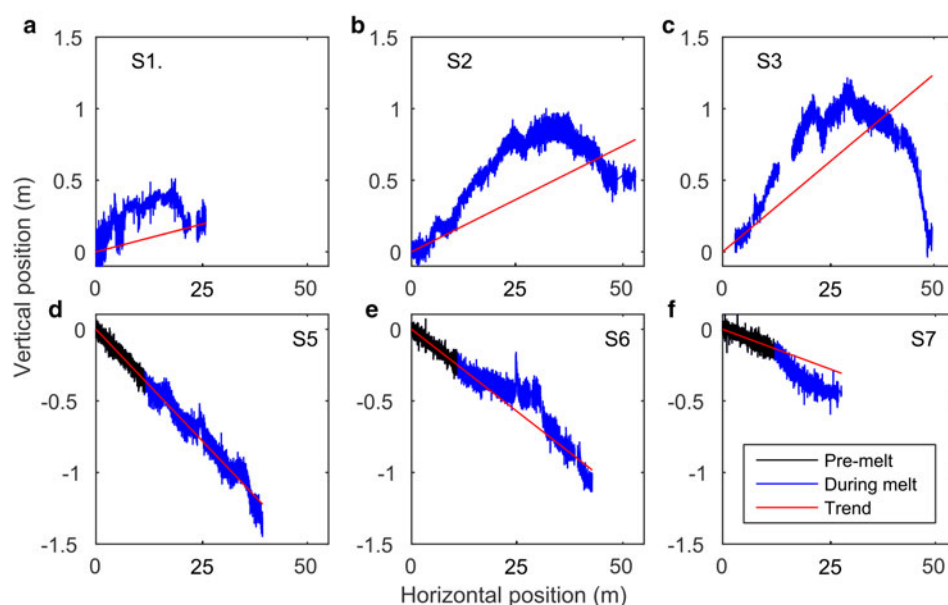 a b c
1.5 1.5 1.5
S1. S2 S3
1 1 1
0.5 0.5 0.5
0 0 0
0 25 50 0 25 50 0 25 50
Vertical position (m)
d e f
0 0 0
S5 S6 S7
-0.5 -0.5 -0.5
-1 -1 -1
Pre-melt
During melt
Trend
-1.5 -1.5 -1.5
0 25 50 0 25 50 0 25 50
Horizontal position (m)